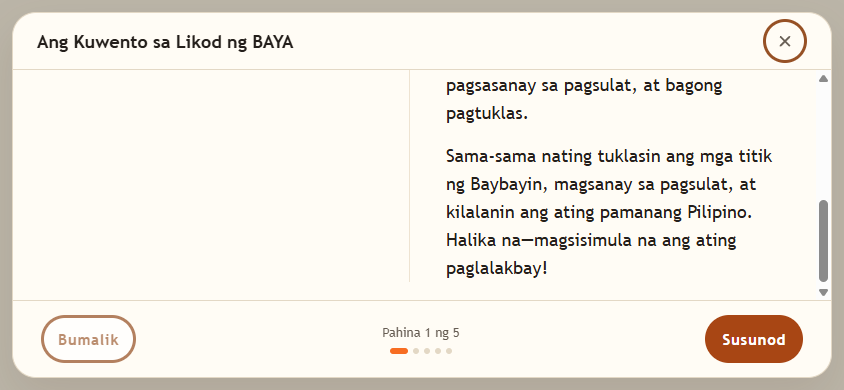 Ang Kuwento sa Likod ng BAYA
pagsasanay sa pagsulat, at bagong
pagtuklas.
Sama-sama nating tuklasin ang mga titik
ng Baybayin, magsanay sa pagsulat, at
kilalanin ang ating pamanang Pilipino.
Halika na—magsisimula na ang ating
paglalakbay!
Bumalik
Pahina 1 ng 5
Susunod